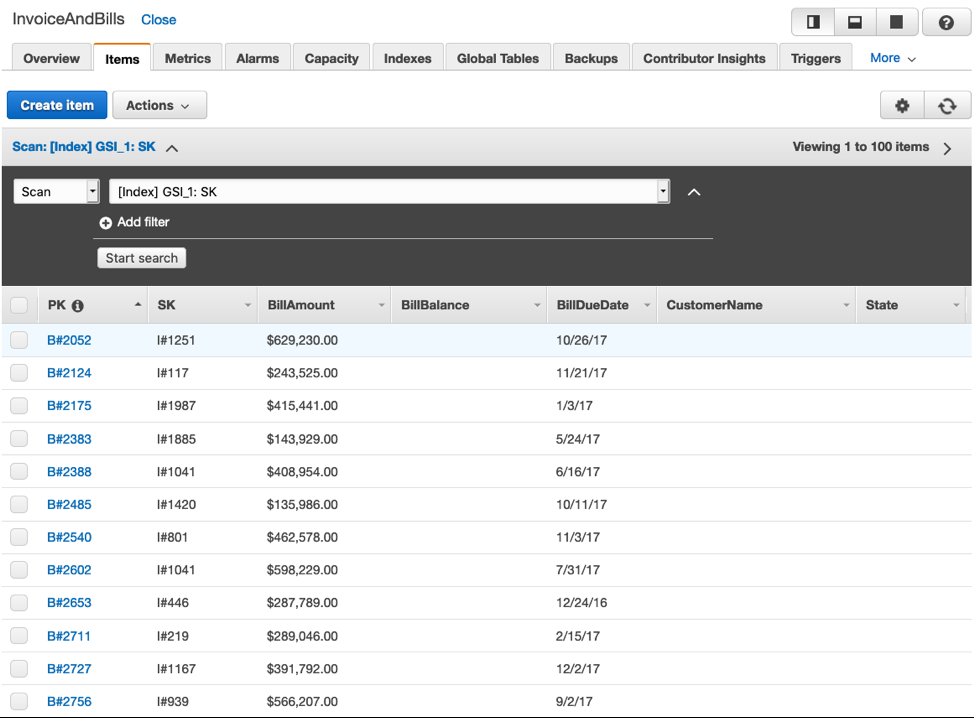 InvoiceAndBills Close
Overview Items Metrics Alarms Capacity Indexes Global Tables Backups Contributor Insights Triggers More
Create item Actions
Scan: [Index] GSI_1: SK Viewing 1 to 100 items
Scan [Index] GSI_1: SK
Add filter
Start search
PK SK BillAmount BillBalance BillDueDate CustomerName State
B#2052 I#1251 $629,230.00 10/26/17
B#2124 I#117 $243,525.00 11/21/17
B#2175 I#1987 $415,441.00 1/3/17
B#2383 I#1885 $143,929.00 5/24/17
B#2388 I#1041 $408,954.00 6/16/17
B#2485 I#1420 $135,986.00 10/11/17
B#2540 I#801 $462,578.00 11/3/17
B#2602 I#1041 $598,229.00 7/31/17
B#2653 I#446 $287,789.00 12/24/16
B#2711 I#219 $289,046.00 2/15/17
B#2727 I#1167 $391,792.00 12/2/17
B#2756 I#939 $566,207.00 9/2/17